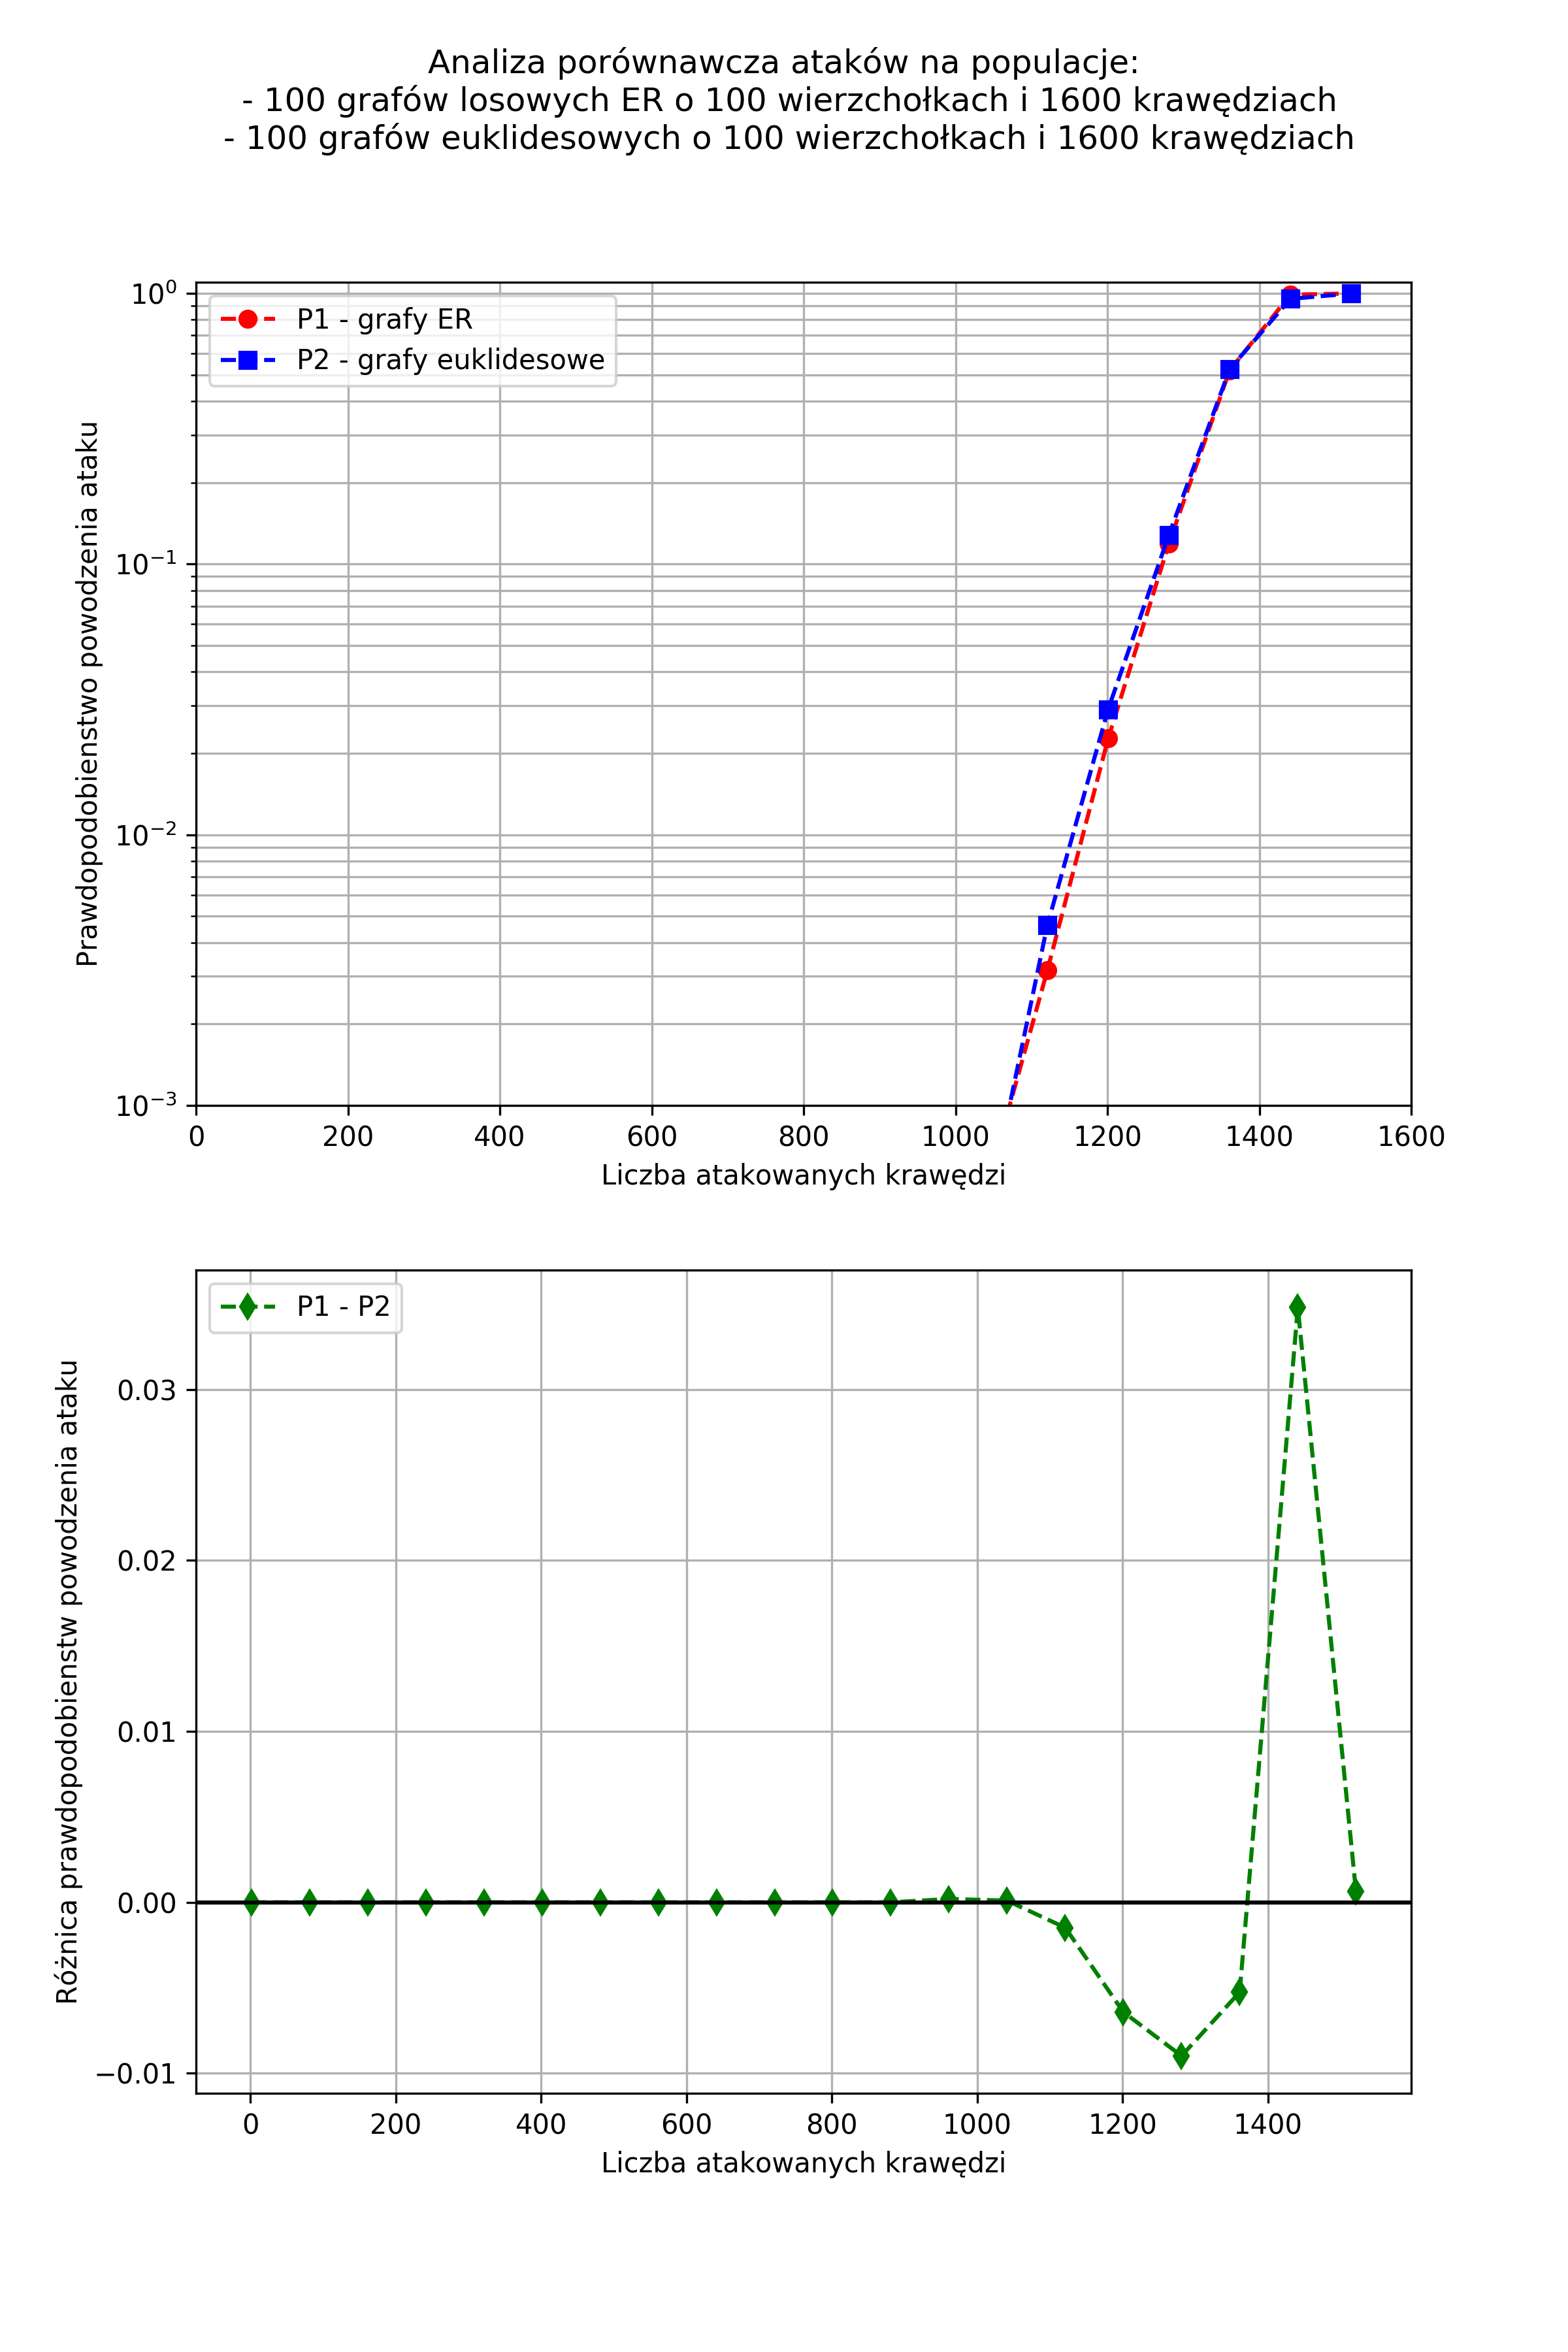 Analiza porównawcza ataków na populacje:
- 100 grafów losowych ER o 100 wierzchołkach i 1600 krawędziach
- 100 grafów euklidesowych o 100 wierzchołkach i 1600 krawędziach
P1 - grafy ER
P2 - grafy euklidesowe
Prawdopodobienstwo powodzenia ataku
10⁰
10⁻¹
10⁻²
10⁻³
0 200 400 600 800 1000 1200 1400 1600
Liczba atakowanych krawędzi
P1 - P2
Różnica prawdopodobienstw powodzenia ataku
0.03
0.02
0.01
0.00
−0.01
0 200 400 600 800 1000 1200 1400
Liczba atakowanych krawędzi